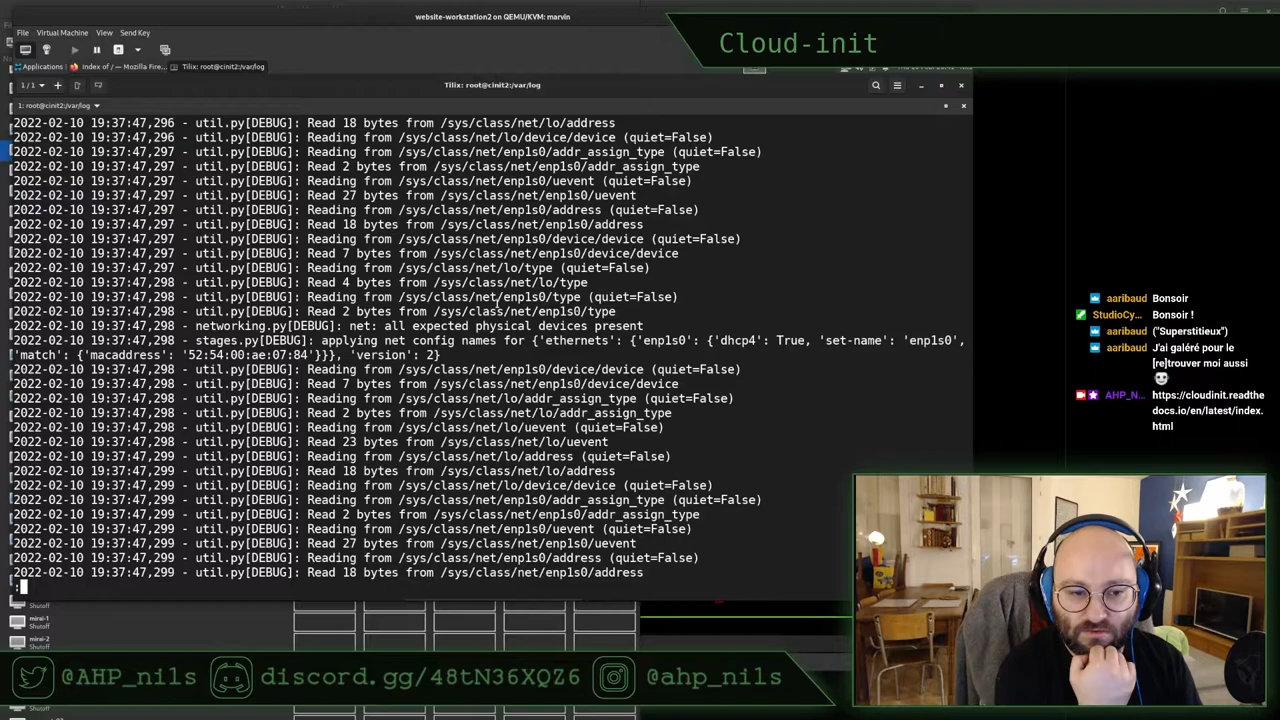 website-workstation2 on QEMU/KVM: marvin
File Virtual Machine View Send Key
Applications Index of / — Mozilla Fire... Tilix: root@cinit2:/var/log
1/1 Tilix: root@cinit2:/var/log
1: root@cinit2:/var/log
2022-02-10 19:37:47,296 - util.py[DEBUG]: Read 18 bytes from /sys/class/net/lo/address
2022-02-10 19:37:47,296 - util.py[DEBUG]: Reading from /sys/class/net/lo/device/device (quiet=False)
2022-02-10 19:37:47,297 - util.py[DEBUG]: Reading from /sys/class/net/enp1s0/addr_assign_type (quiet=False)
2022-02-10 19:37:47,297 - util.py[DEBUG]: Read 2 bytes from /sys/class/net/enp1s0/addr_assign_type
2022-02-10 19:37:47,297 - util.py[DEBUG]: Reading from /sys/class/net/enp1s0/uevent (quiet=False)
2022-02-10 19:37:47,297 - util.py[DEBUG]: Read 27 bytes from /sys/class/net/enp1s0/uevent
2022-02-10 19:37:47,297 - util.py[DEBUG]: Reading from /sys/class/net/enp1s0/address (quiet=False)
2022-02-10 19:37:47,297 - util.py[DEBUG]: Read 18 bytes from /sys/class/net/enp1s0/address
2022-02-10 19:37:47,297 - util.py[DEBUG]: Reading from /sys/class/net/enp1s0/device/device (quiet=False)
2022-02-10 19:37:47,297 - util.py[DEBUG]: Read 7 bytes from /sys/class/net/enp1s0/device/device
2022-02-10 19:37:47,298 - util.py[DEBUG]: Reading from /sys/class/net/lo/type (quiet=False)
2022-02-10 19:37:47,298 - util.py[DEBUG]: Read 4 bytes from /sys/class/net/lo/type
2022-02-10 19:37:47,298 - util.py[DEBUG]: Reading from /sys/class/net/enp1s0/type (quiet=False)
2022-02-10 19:37:47,298 - util.py[DEBUG]: Read 2 bytes from /sys/class/net/enp1s0/type
2022-02-10 19:37:47,298 - networking.py[DEBUG]: net: all expected physical devices present
2022-02-10 19:37:47,298 - stages.py[DEBUG]: applying net config names for {'ethernets': {'enp1s0': {'dhcp4': True, 'set-name': 'enp1s0',
'match': {'macaddress': '52:54:00:ae:07:84'}}}, 'version': 2}
2022-02-10 19:37:47,298 - util.py[DEBUG]: Reading from /sys/class/net/enp1s0/device/device (quiet=False)
2022-02-10 19:37:47,298 - util.py[DEBUG]: Read 7 bytes from /sys/class/net/enp1s0/device/device
2022-02-10 19:37:47,298 - util.py[DEBUG]: Reading from /sys/class/net/lo/addr_assign_type (quiet=False)
2022-02-10 19:37:47,298 - util.py[DEBUG]: Read 2 bytes from /sys/class/net/lo/addr_assign_type
2022-02-10 19:37:47,298 - util.py[DEBUG]: Reading from /sys/class/net/lo/uevent (quiet=False)
2022-02-10 19:37:47,298 - util.py[DEBUG]: Read 23 bytes from /sys/class/net/lo/uevent
2022-02-10 19:37:47,299 - util.py[DEBUG]: Reading from /sys/class/net/lo/address (quiet=False)
2022-02-10 19:37:47,299 - util.py[DEBUG]: Read 18 bytes from /sys/class/net/lo/address
2022-02-10 19:37:47,299 - util.py[DEBUG]: Reading from /sys/class/net/lo/device/device (quiet=False)
2022-02-10 19:37:47,299 - util.py[DEBUG]: Reading from /sys/class/net/enp1s0/addr_assign_type (quiet=False)
2022-02-10 19:37:47,299 - util.py[DEBUG]: Read 2 bytes from /sys/class/net/enp1s0/addr_assign_type
2022-02-10 19:37:47,299 - util.py[DEBUG]: Reading from /sys/class/net/enp1s0/uevent (quiet=False)
2022-02-10 19:37:47,299 - util.py[DEBUG]: Read 27 bytes from /sys/class/net/enp1s0/uevent
2022-02-10 19:37:47,299 - util.py[DEBUG]: Reading from /sys/class/net/enp1s0/address (quiet=False)
2022-02-10 19:37:47,299 - util.py[DEBUG]: Read 18 bytes from /sys/class/net/enp1s0/address
:
Shutoff
mirai-1
Shutoff
mirai-2
Shutoff
Cloud-init
aaribaud Bonsoir
StudioCy... Bonsoir !
aaribaud ("Superstitieux")
aaribaud J'ai galéré pour le
[re]trouver moi aussi
AHP_N... https://cloudinit.readthe
docs.io/en/latest/index.
html
@AHP_nils discord.gg/48tN36XQZ6 @ahp_nils